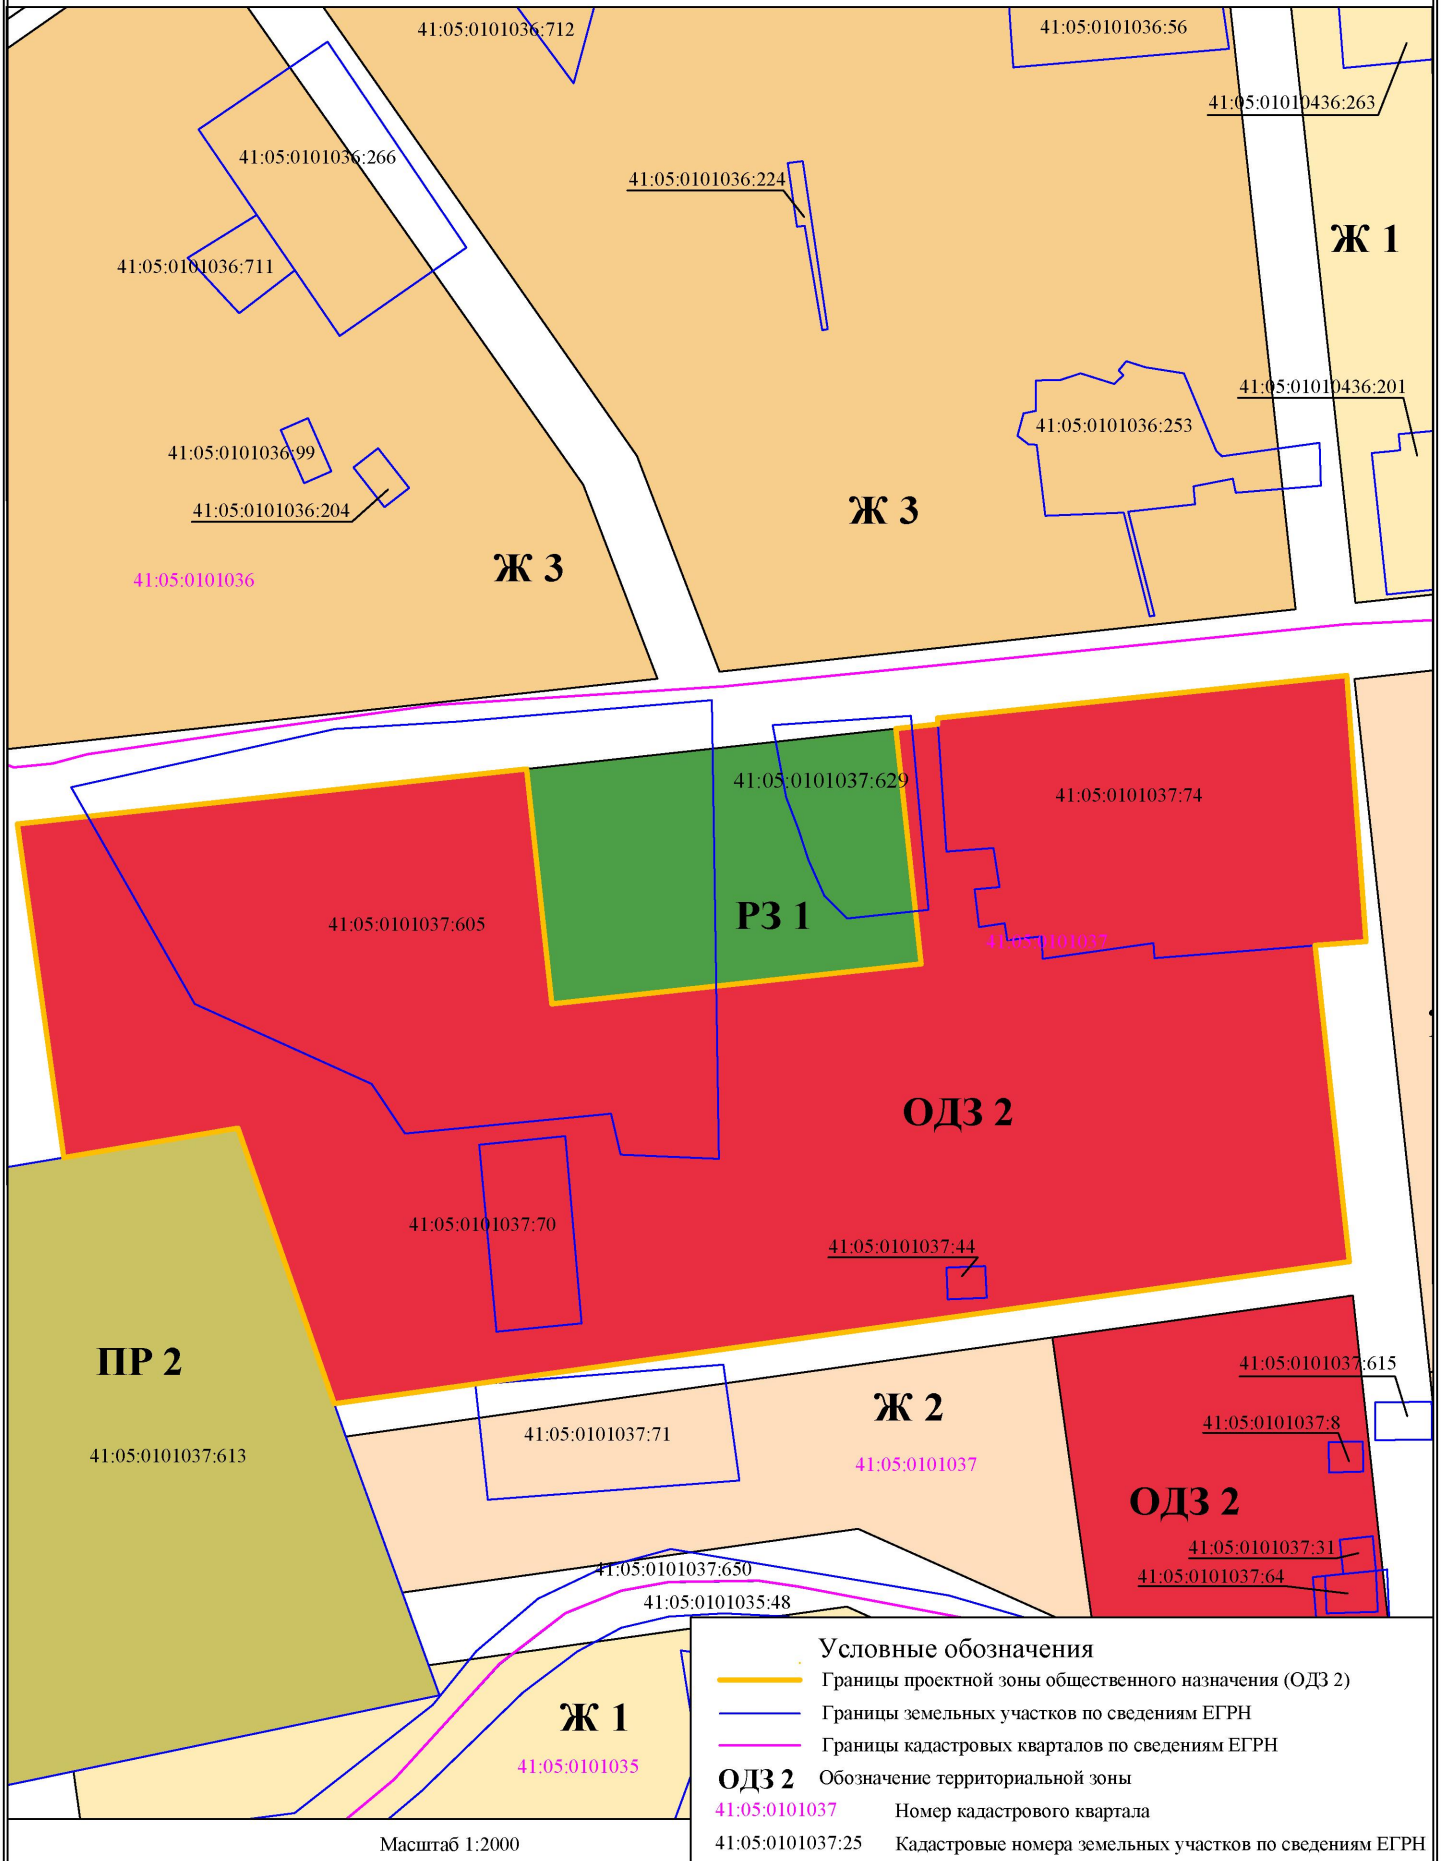 41:05:0101036:712
41:05:0101036:56
41:05:01010436:263
41:05:0101036:266
41:05:0101036:224
Ж 1
41:05:0101036:711
41:05:01010436:201
41:05:0101036:253
41:05:0101036:99
41:05:0101036:204
Ж 3
Ж 3
41:05:0101036
41:05:0101037:629
41:05:0101037:74
41:05:0101037:605
РЗ 1
41:05:0101037
ОДЗ 2
41:05:0101037:70
41:05:0101037:44
ПР 2
41:05:0101037:615
Ж 2
41:05:0101037:8
41:05:0101037:71
41:05:0101037:613
41:05:0101037
ОДЗ 2
41:05:0101037:31
41:05:0101037:650
41:05:0101037:64
41:05:0101035:48
Ж 1
41:05:0101035
Условные обозначения
Границы проектной зоны общественного назначения (ОДЗ 2)
Границы земельных участков по сведениям ЕГРН
Границы кадастровых кварталов по сведениям ЕГРН
ОДЗ 2 Обозначение территориальной зоны
41:05:0101037 Номер кадастрового квартала
41:05:0101037:25 Кадастровые номера земельных участков по сведениям ЕГРН
Масштаб 1:2000